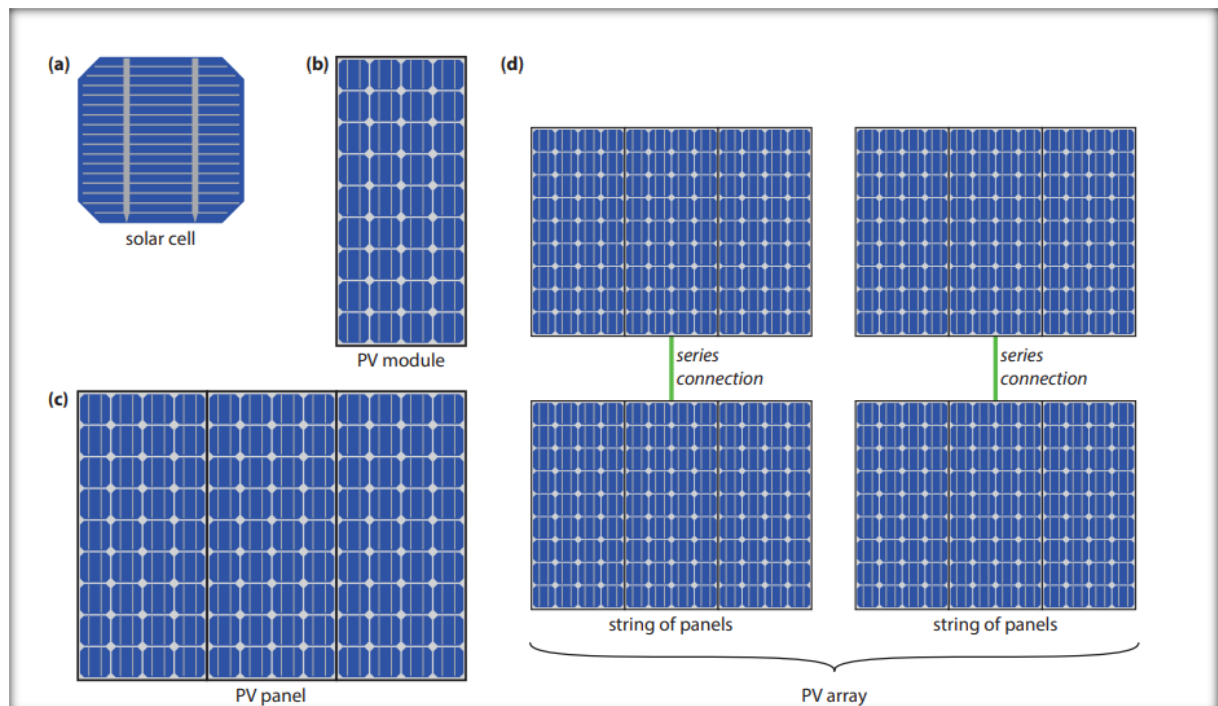 (a)
solar cell
(b)
PV module
(c)
PV panel
(d)
series
connection
series
connection
string of panels
string of panels
PV array